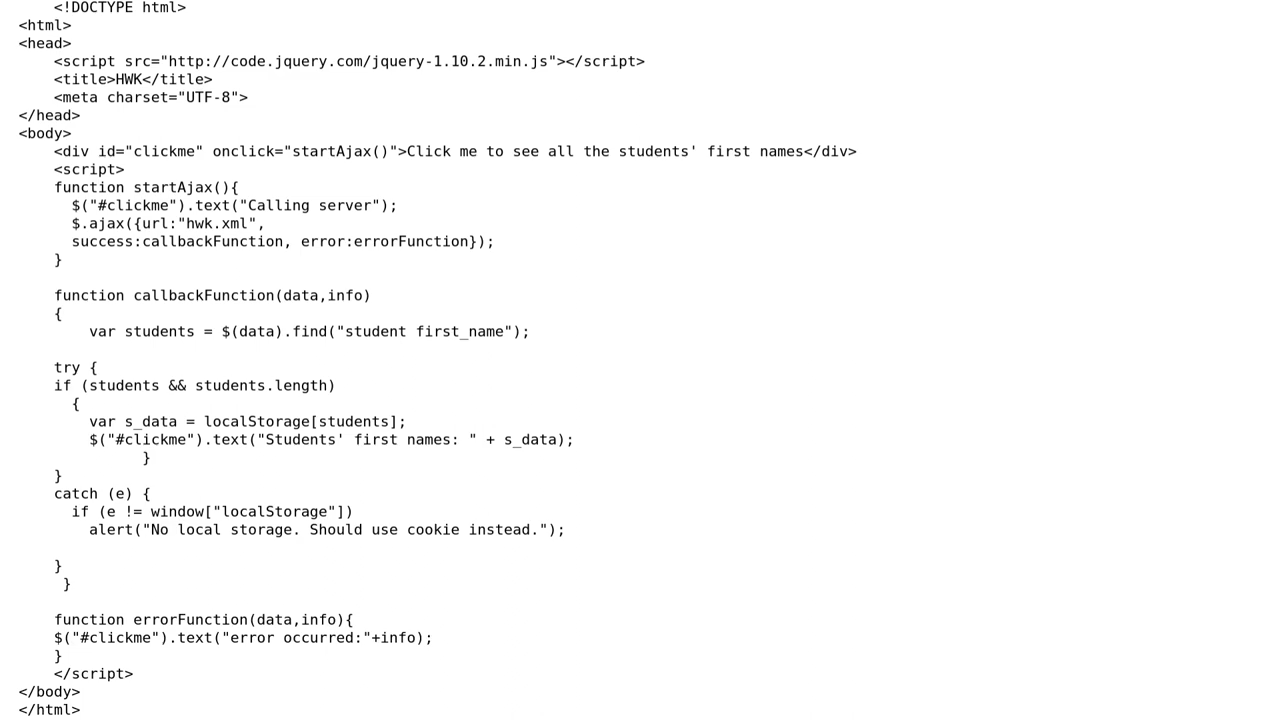 <!DOCTYPE html>
<html>
<head>
<script src="http://code.jquery.com/jquery-1.10.2.min.js"></script>
<title>HWK</title>
<meta charset="UTF-8">
</head>
<body>
<div id="clickme" onclick="startAjax()">Click me to see all the students' first names</div>
<script>
function startAjax(){
$("#clickme").text("Calling server");
$.ajax({url:"hwk.xml",
success:callbackFunction, error:errorFunction});
}
function callbackFunction(data,info)
{
var students = $(data).find("student first_name");
try {
if (students && students.length)
{
var s_data = localStorage[students];
$("#clickme").text("Students' first names: " + s_data);
}
}
catch (e) {
if (e != window["localStorage"])
alert("No local storage. Should use cookie instead.");
}
}
function errorFunction(data,info){
$("#clickme").text("error occurred:"+info);
}
</script>
</body>
</html>